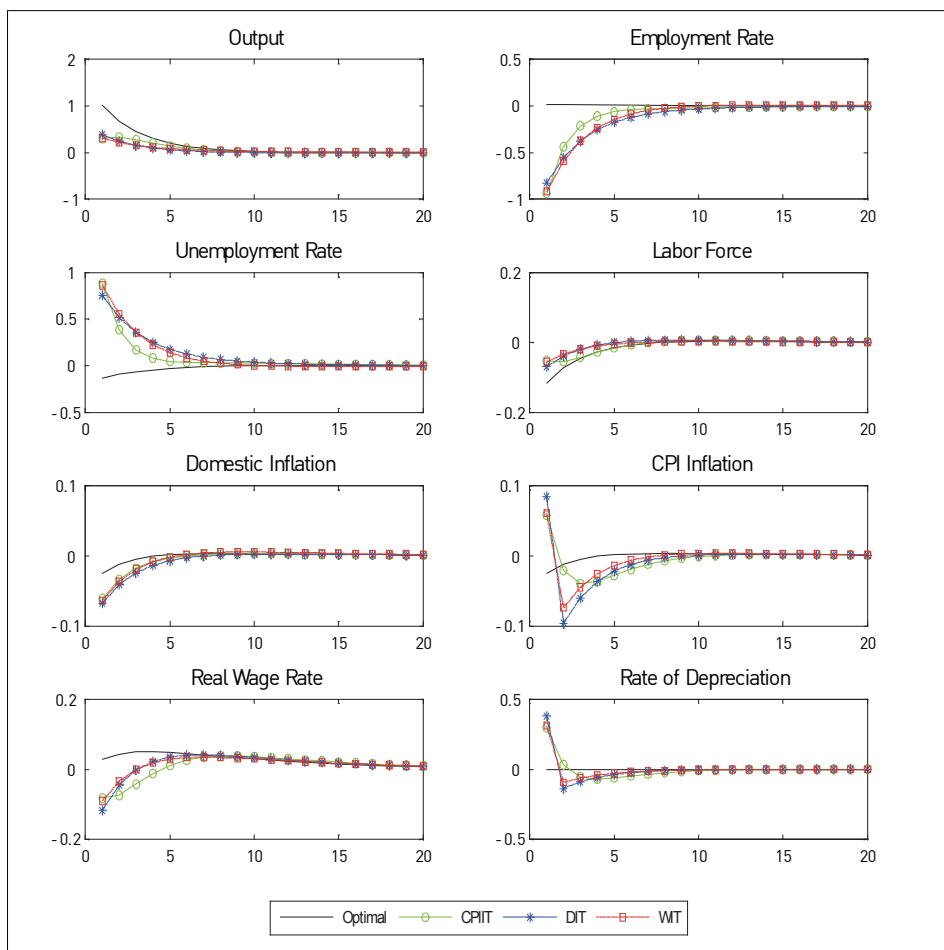 Output
2
1
0
-1
0 5 10 15 20
Employment Rate
0.5
0
-0.5
-1
0 5 10 15 20
Unemployment Rate
1
0.5
0
-0.5
0 5 10 15 20
Labor Force
0.2
0
-0.2
0 5 10 15 20
Domestic Inflation
0.1
0
-0.1
0 5 10 15 20
CPI Inflation
0.1
0
-0.1
0 5 10 15 20
Real Wage Rate
0.2
0
-0.2
0 5 10 15 20
Rate of Depreciation
0.5
0
-0.5
0 5 10 15 20
Optimal CPIIT DIT WIT